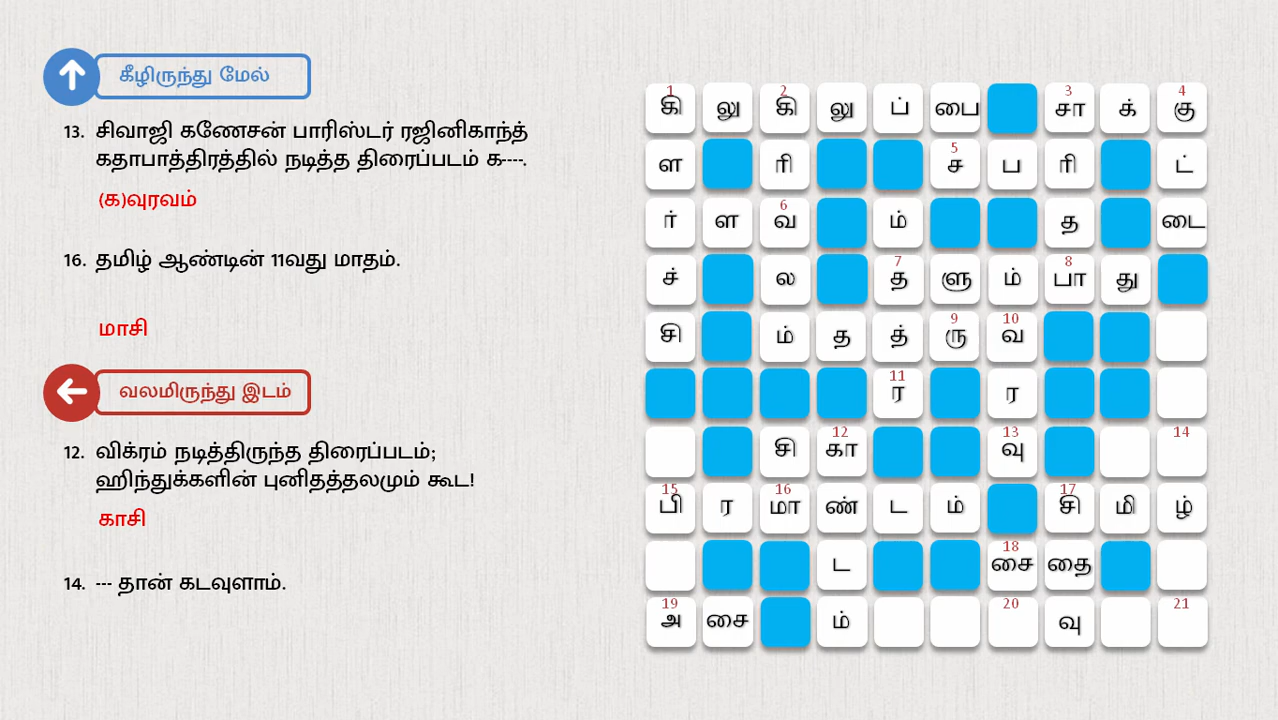 கீழிருந்து மேல்
13. சிவாஜி கணேசன் பாரிஸ்டர் ரஜினிகாந்த்
கதாபாத்திரத்தில் நடித்த திரைப்படம் க----.
(க)வுரவம்
16. தமிழ் ஆண்டின் 11வது மாதம்.
மாசி
வலமிருந்து இடம்
12. விக்ரம் நடித்திருந்த திரைப்படம்;
ஹிந்துக்களின் புனிதத்தலமும் கூட!
காசி
14. --- தான் கடவுளாம்.
1 2 3 4
கி லு கி லு ப் பை சா க் கு
5
ள ரி ச ப ரி ட்
6
ர் ள வ ம் த டை
7 8
ச் ல த ளு ம் பா து
9 10
சி ம் த த் ரு வ
11
ர ர
12 13 14
சி கா வு
15 16 17
பி ர மா ண் ட ம் சி மி ழ்
18
ட சை தை
19 20 21
அ சை ம் வு